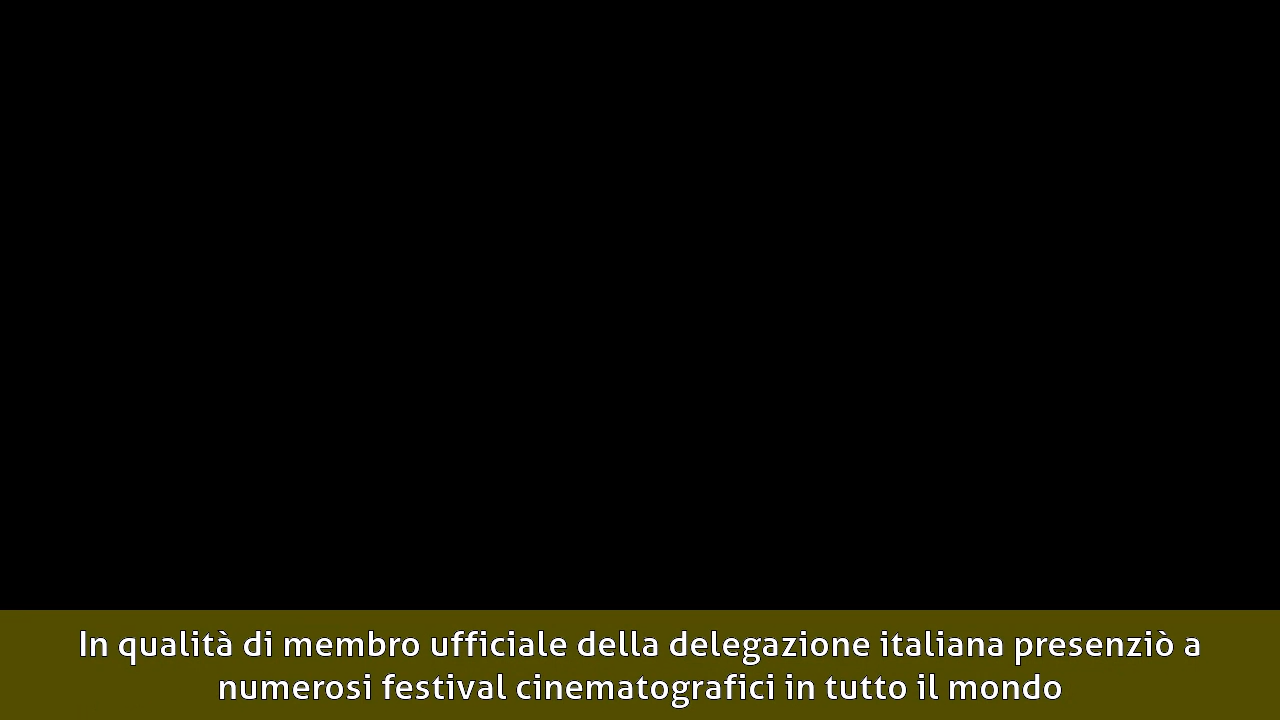 In qualità di membro ufficiale della delegazione italiana presenziò a
numerosi festival cinematografici in tutto il mondo